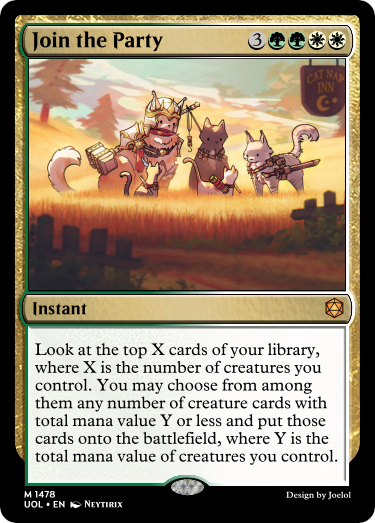 Join the Party 3
CAT NAP
INN
Instant
Look at the top X cards of your library,
where X is the number of creatures you
control. You may choose from among
them any number of creature cards with
total mana value Y or less and put those
cards onto the battlefield, where Y is the
total mana value of creatures you control.
M 1478
UOL • EN Neytirix
Design by Joelol